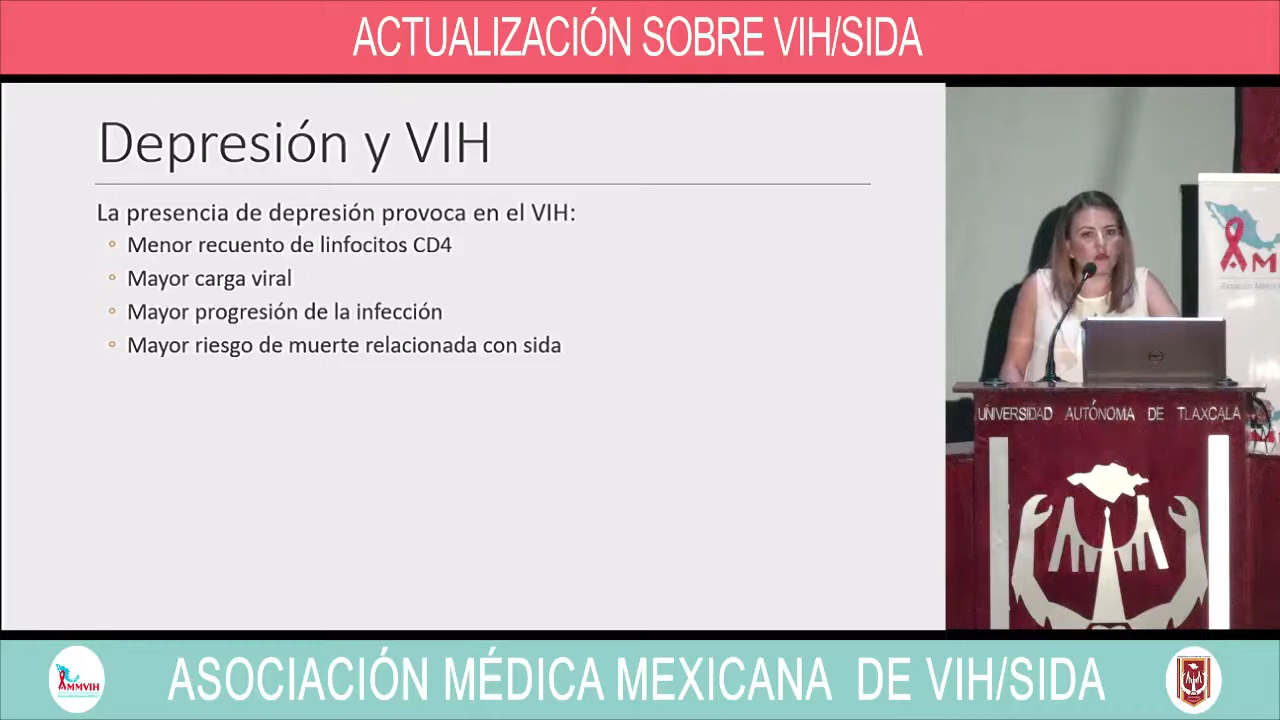 ACTUALIZACIÓN SOBRE VIH/SIDA
Depresión y VIH
La presencia de depresión provoca en el VIH:
Menor recuento de linfocitos CD4
Mayor carga viral
Mayor progresión de la infección
Mayor riesgo de muerte relacionada con sida
AM
UNIVERSIDAD AUTÓNOMA DE TLAXCALA
AMMVIH
ASOCIACIÓN MÉDICA MEXICANA DE VIH/SIDA